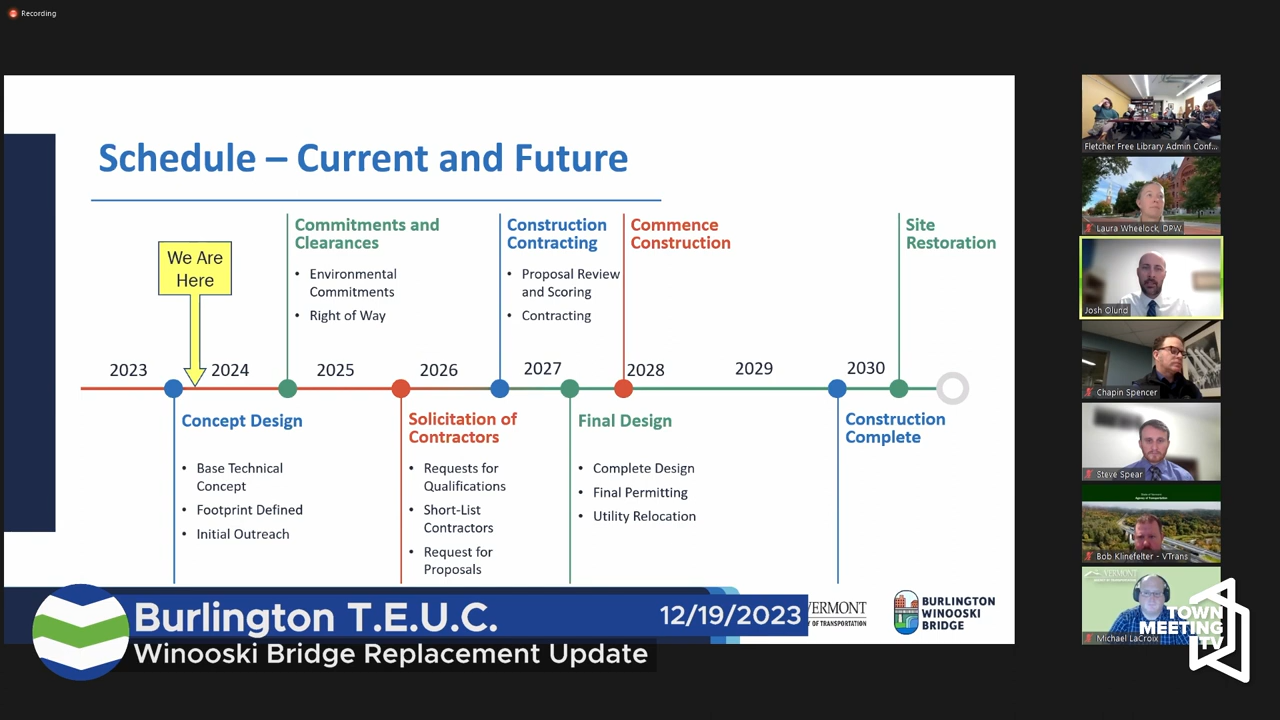 Recording
Schedule – Current and Future
We Are
Here
Commitments and
Clearances
• Environmental
Commitments
• Right of Way
Construction
Contracting
• Proposal Review
and Scoring
• Contracting
Commence
Construction
Site
Restoration
2023
2024
2025
2026
2027
2028
2029
2030
Concept Design
• Base Technical
Concept
• Footprint Defined
• Initial Outreach
Solicitation of
Contractors
• Requests for
Qualifications
• Short-List
Contractors
• Request for
Proposals
Final Design
• Complete Design
• Final Permitting
• Utility Relocation
Construction
Complete
Burlington T.E.U.C.
12/19/2023
Winooski Bridge Replacement Update
VERMONT
Y OF TRANSPORTATION
BURLINGTON
WINOOSKI
BRIDGE
Fletcher Free Library Admin Conf...
Laura Wheelock, DPW
Josh Olund
Chapin Spencer
Steve Spear
Agency of Transportation
Bob Klinefelter - VTrans
VERMONT
Michael LaCroix
TOWN
MEETING
TV